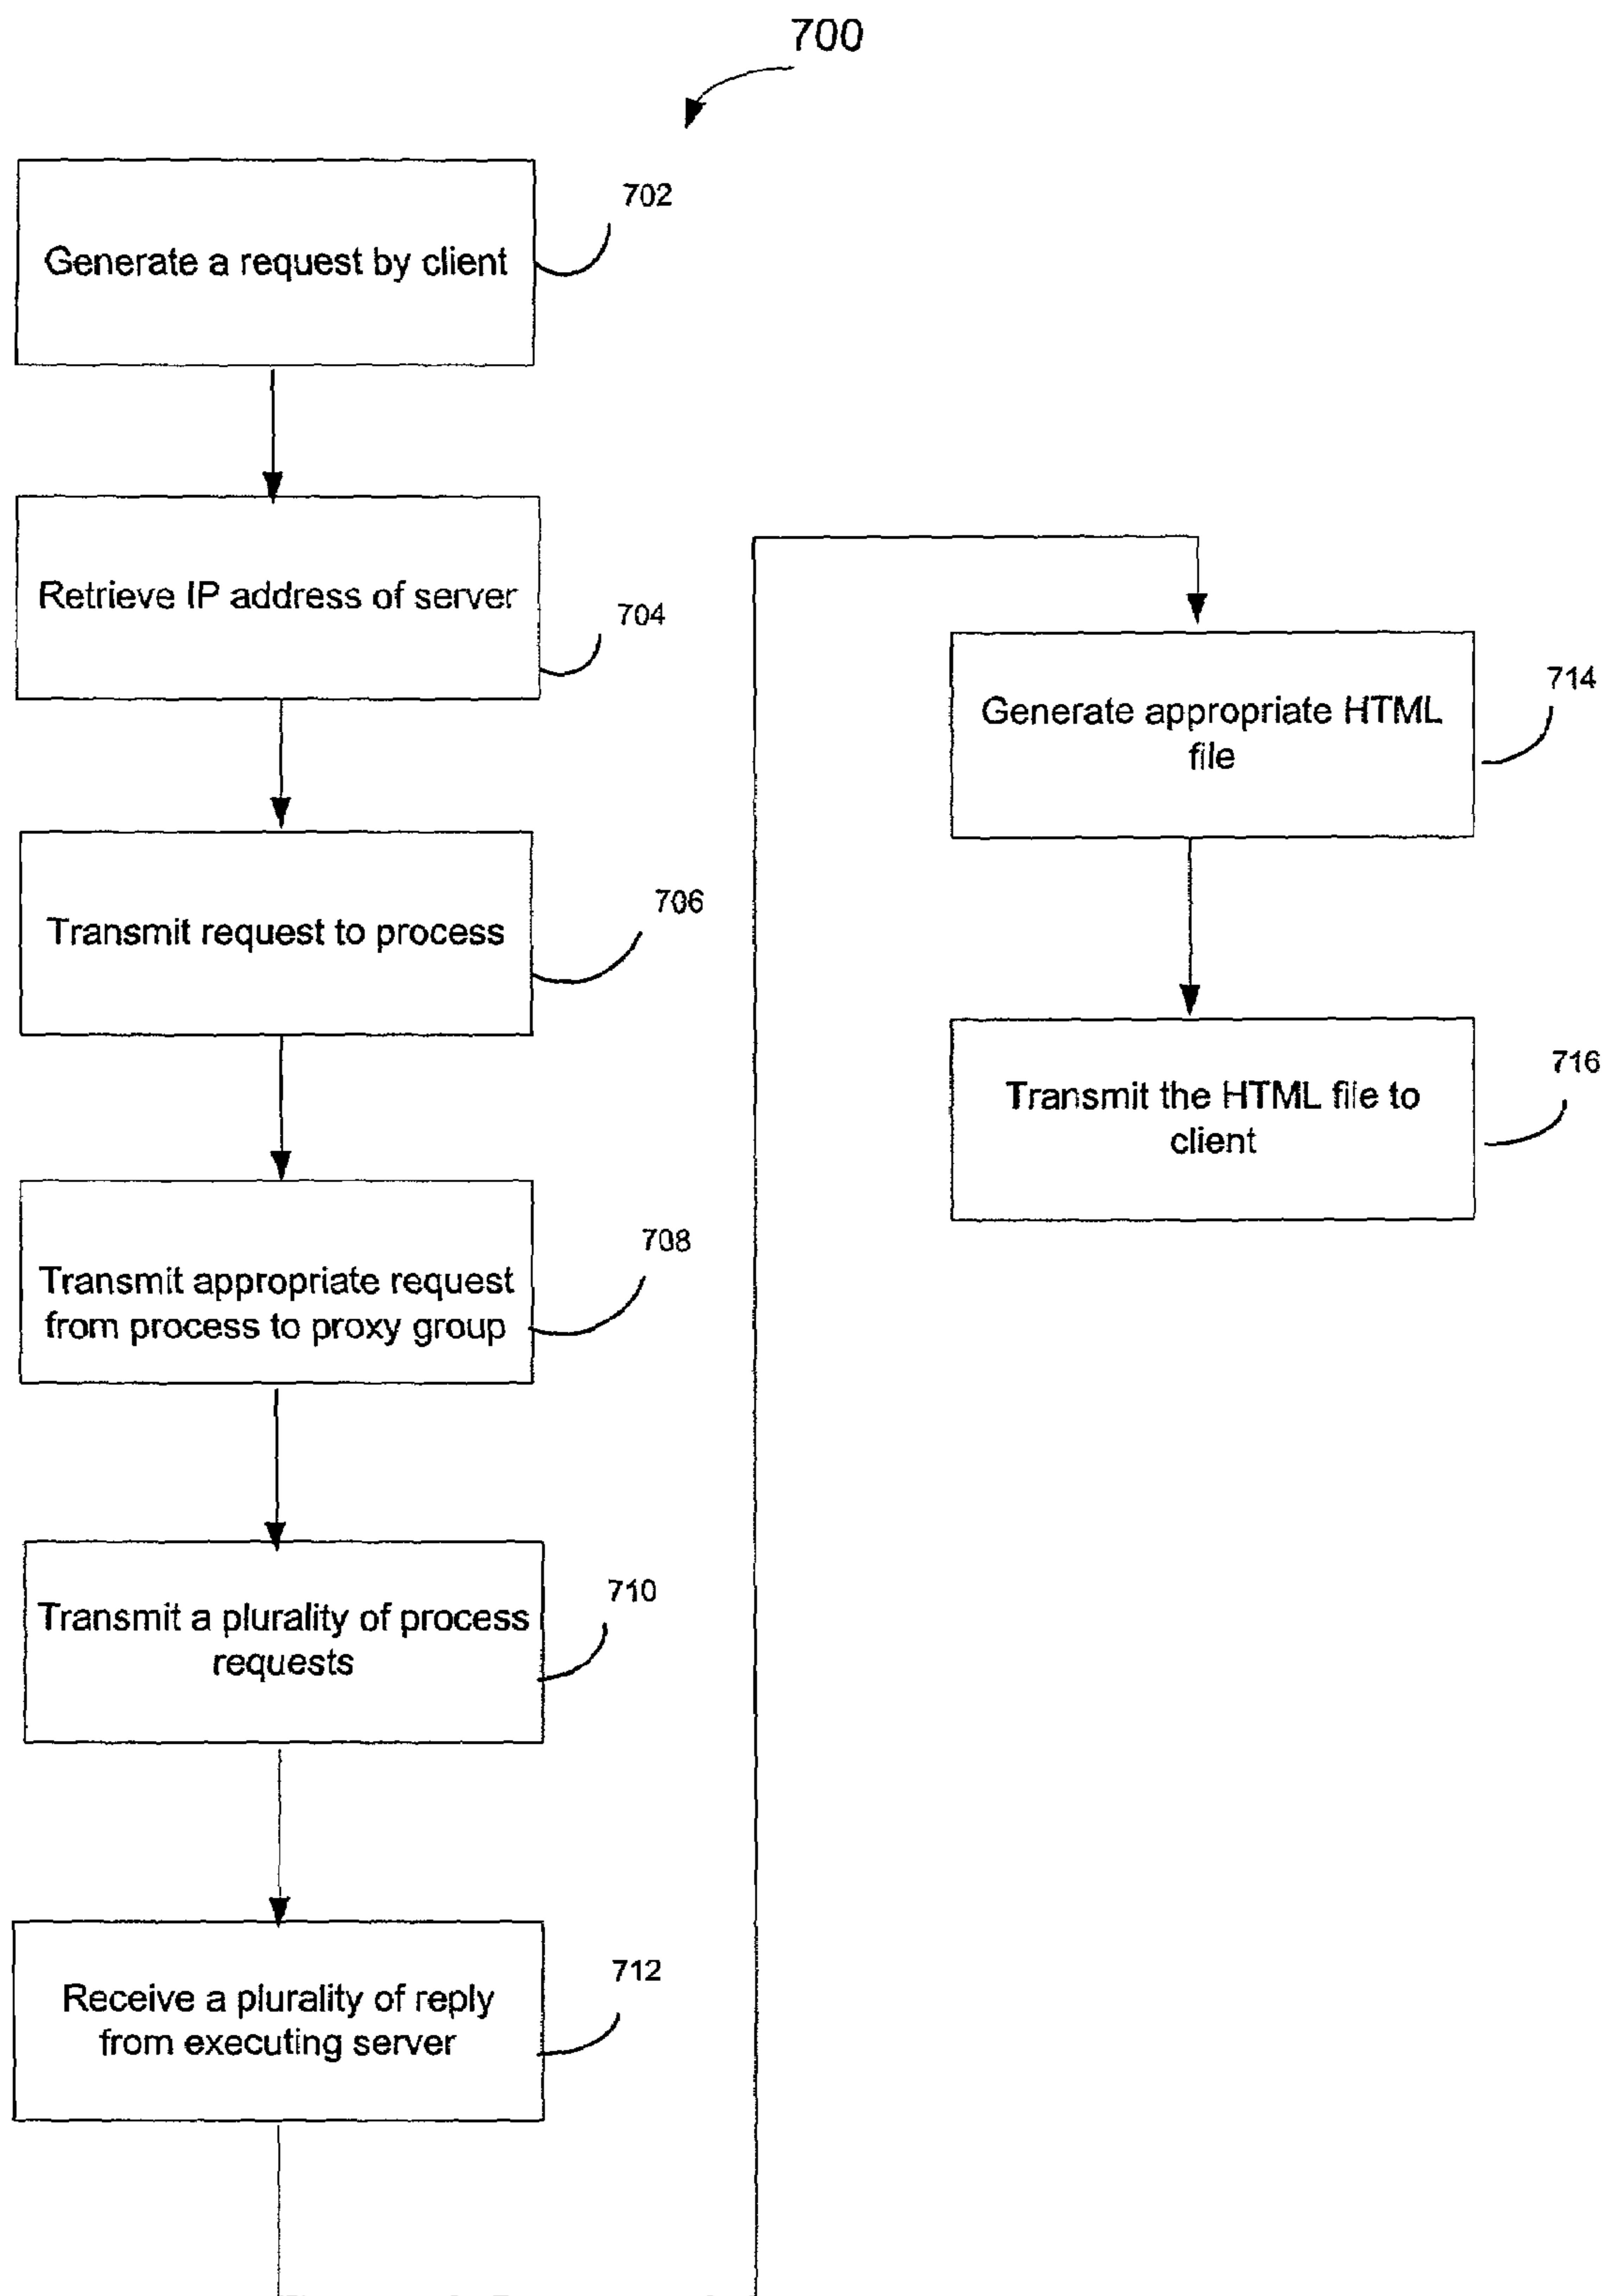 700
Generate a request by client
702
Retrieve IP address of server
704
Transmit request to process
706
Transmit appropriate request
from process to proxy group
708
Transmit a plurality of process
requests
710
Receive a plurality of reply
from executing server
712
Generate appropriate HTML
file
714
Transmit the HTML file to
client
716